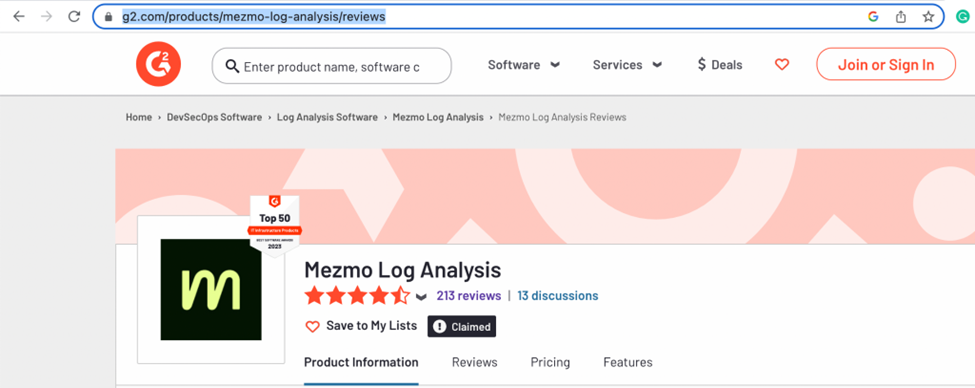 g2.com/products/mezmo-log-analysis/reviews
G2
Enter product name, software c
Software
Services
$ Deals
Join or Sign In
Home › DevSecOps Software › Log Analysis Software › Mezmo Log Analysis › Mezmo Log Analysis Reviews
G
Top 50
IT Infrastructure Products
BEST SOFTWARE AWARDS
2023
m
Mezmo Log Analysis
213 reviews | 13 discussions
Save to My Lists
Claimed
Product Information
Reviews
Pricing
Features